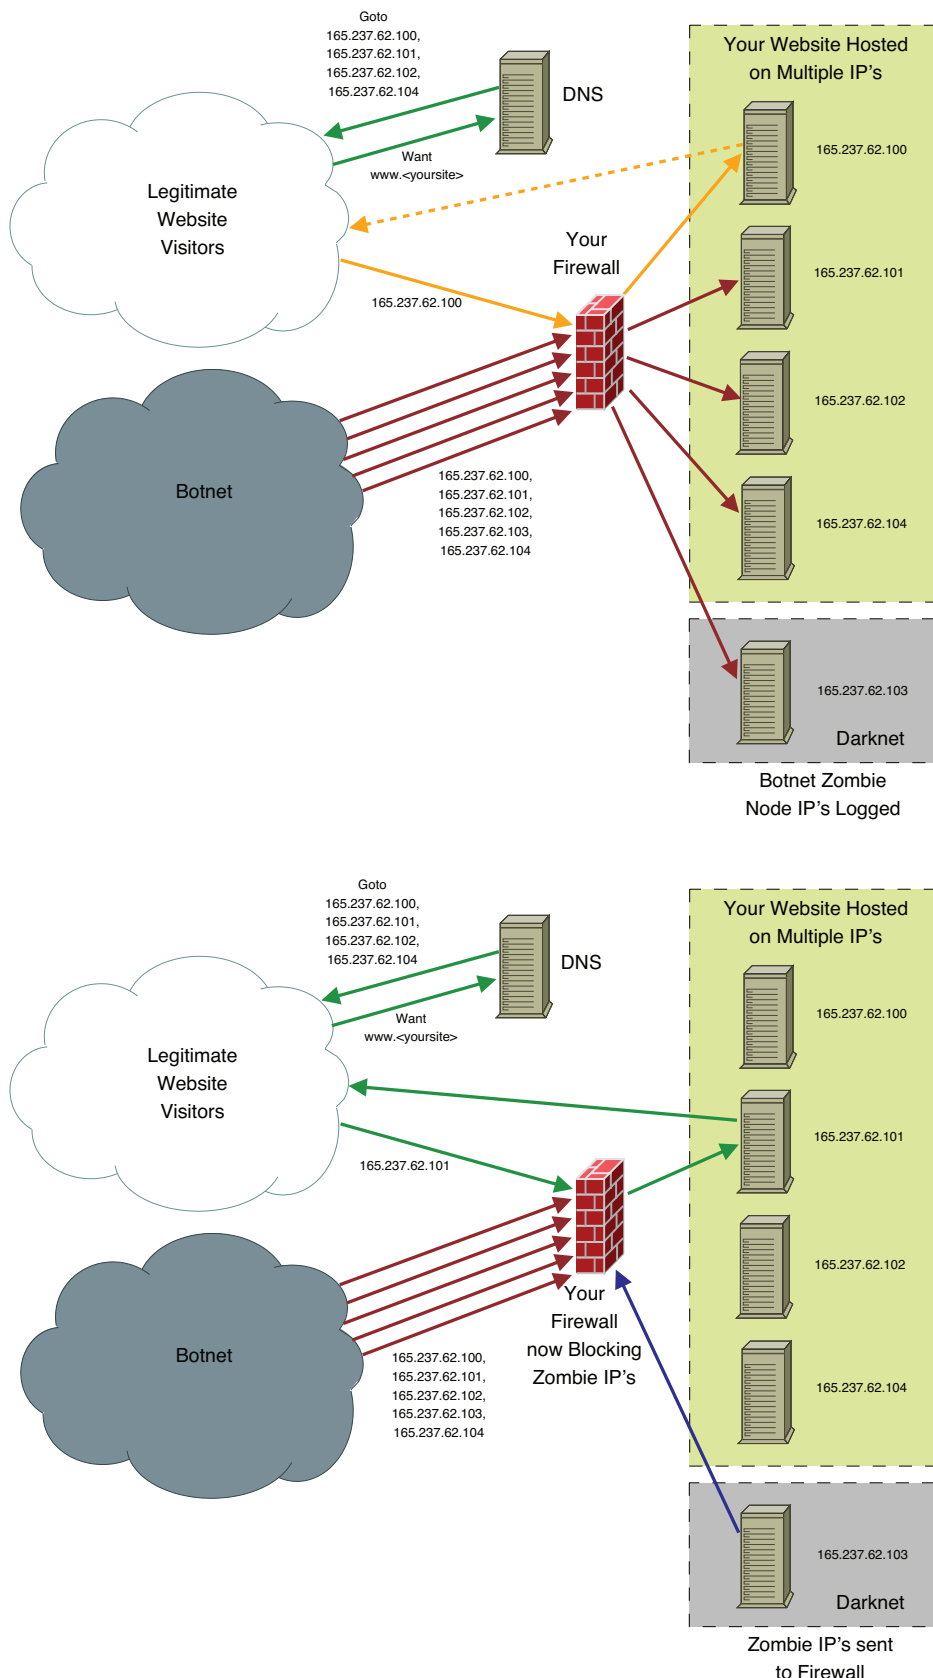 Goto
165.237.62.100,
165.237.62.101,
165.237.62.102,
165.237.62.104
DNS
Want
www.<yoursite>
Your Website Hosted
on Multiple IP's
165.237.62.100
165.237.62.101
165.237.62.102
165.237.62.104
Legitimate
Website
Visitors
Your
Firewall
165.237.62.100
Botnet
165.237.62.100,
165.237.62.101,
165.237.62.102,
165.237.62.103,
165.237.62.104
165.237.62.103
Darknet
Botnet Zombie
Node IP's Logged
Goto
165.237.62.100,
165.237.62.101,
165.237.62.102,
165.237.62.104
DNS
Want
www.<yoursite>
Your Website Hosted
on Multiple IP's
165.237.62.100
165.237.62.101
165.237.62.102
165.237.62.104
Legitimate
Website
Visitors
165.237.62.101
Botnet
Your
Firewall
now Blocking
Zombie IP's
165.237.62.100,
165.237.62.101,
165.237.62.102,
165.237.62.103,
165.237.62.104
165.237.62.103
Darknet
Zombie IP's sent
to Firewall